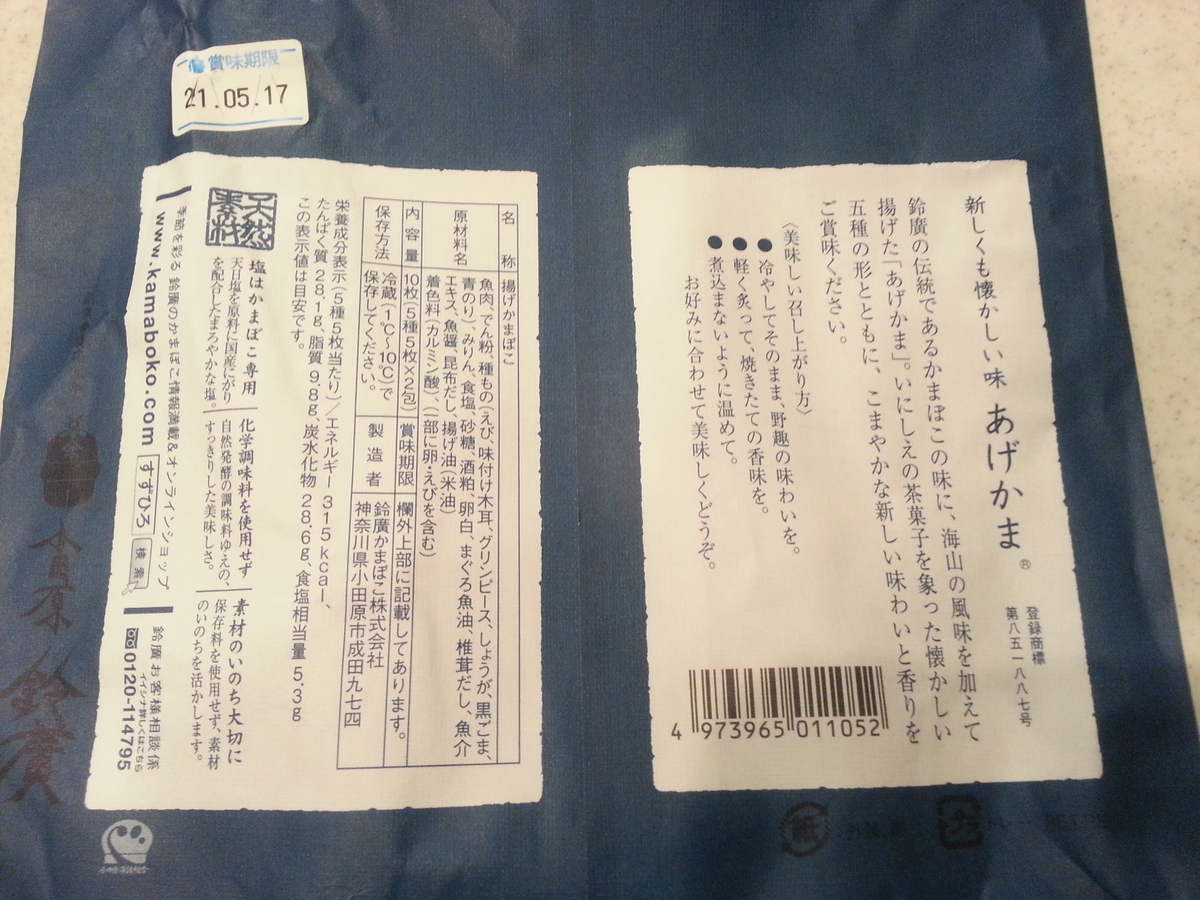 賞味期限
21.05.17
新しくも懐かしい味 あげかま®
登録商標
第八五一八八七号
鈴廣の伝統であるかまぼこの味に、海山の風味を加えて
揚げた「あげかま」。いにしえの茶菓子を象った懐かしい
五種の形とともに、こまやかな新しい味わいと香りを
ご賞味ください。
〈美味しい召し上がり方〉
●冷やしてそのまま、野趣の味わいを。
●軽く炙って、焼きたての香味を。
●煮込まないように温めて。
お好みに合わせて美味しくどうぞ。
4 973965 011052
名称 揚げかまぼこ
原材料名 魚肉、でん粉、種もの(えび、味付け木耳、グリンピース、しょうが、黒ごま、
青のり)、みりん、食塩、砂糖、酒粕、卵白、まぐろ魚油、椎茸だし、魚介
エキス、魚醤、昆布だし、揚げ油(米油)
着色料(カルミン酸)、(一部に卵・えびを含む)
内容量 10枚(5種5枚×2包) 賞味期限 欄外上部に記載してあります。
保存方法 冷蔵(1℃〜10℃)で
保存してください。
製造者 鈴廣かまぼこ株式会社
神奈川県小田原市成田九七四
栄養成分表示(5種5枚当たり)/エネルギー 315kcal、
たんぱく質 28.1g、脂質 9.8g、炭水化物 28.6g、食塩相当量 5.3g
この表示値は目安です。
天然素材
塩はかまぼこ専用
天日塩を原料に国産にがり
を配合したまろやかな塩。
化学調味料を使用せず
自然発酵の調味料ゆえの、
すっきりした美味しさ。
素材のいのち大切に
保存料を使用せず、素材
のいのちを活かします。
季節を彩る 鈴廣のかまぼこ情報満載&オンラインショップ
www.kamaboko.com すずひろ 検索
鈴廣お客様相談係
イイシナ詳しくはこちら
0120-114795
鈴廣
紙
プラ